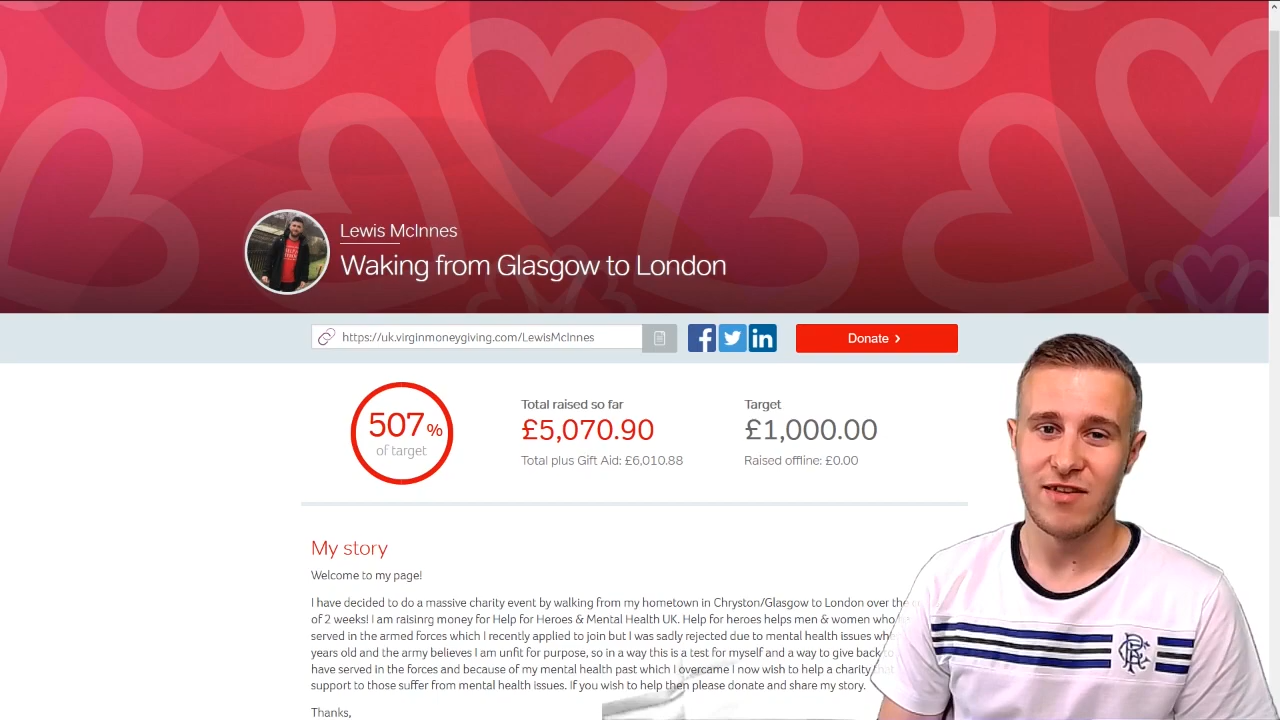 Lewis McInnes
Waking from Glasgow to London
https://uk.virginmoneygiving.com/LewisMcInnes
Donate ›
507%
of target
Total raised so far
£5,070.90
Total plus Gift Aid: £6,010.88
Target
£1,000.00
Raised offline: £0.00
My story
Welcome to my page!
I have decided to do a massive charity event by walking from my hometown in Chryston/Glasgow to London over the
of 2 weeks! I am raisinrg money for Help for Heroes & Mental Health UK. Help for heroes helps men & women who
served in the armed forces which I recently applied to join but I was sadly rejected due to mental health issues
years old and the army believes I am unfit for purpose, so in a way this is a test for myself and a way to give back to
have served in the forces and because of my mental health past which I overcame I now wish to help a charity that
support to those suffer from mental health issues. If you wish to help then please donate and share my story.
Thanks,